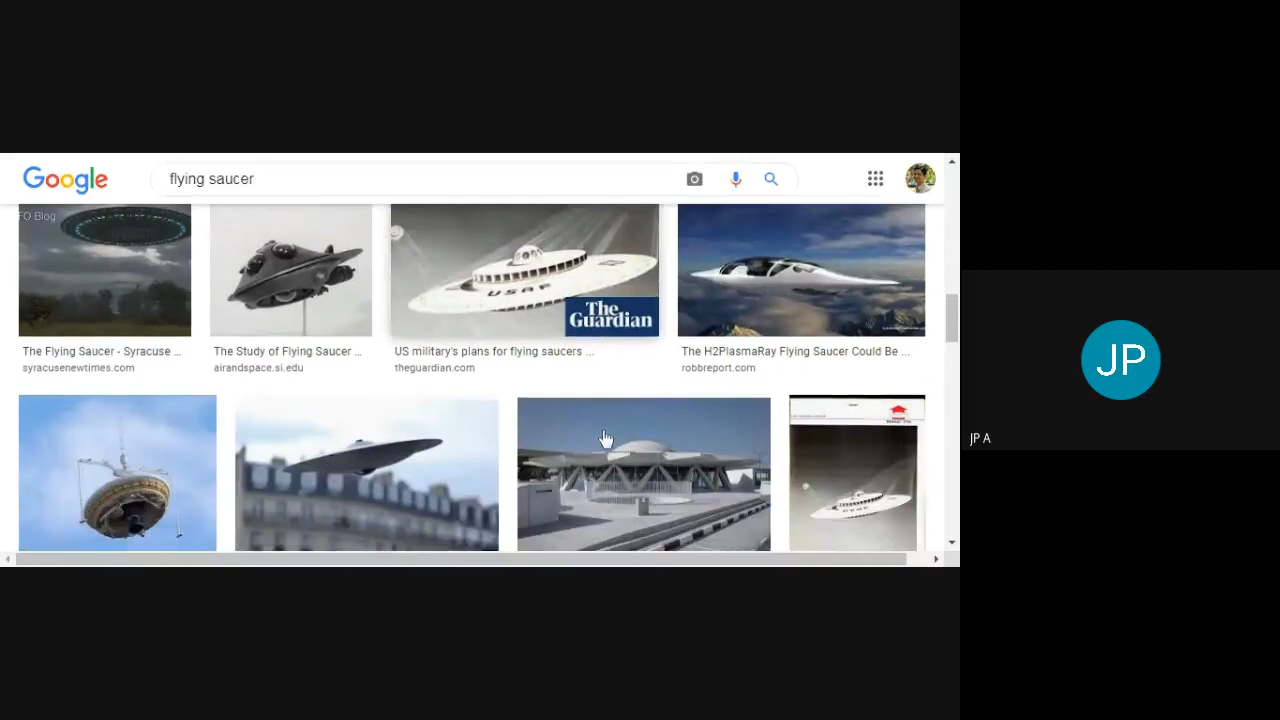 Google
flying saucer
FO Blog
USAF
The
Guardian
The Flying Saucer - Syracuse ...
syracusenewtimes.com
The Study of Flying Saucer ...
airandspace.si.edu
US military's plans for flying saucers ...
theguardian.com
The H2PlasmaRay Flying Saucer Could Be ...
robbreport.com
USAF
JP
JP A